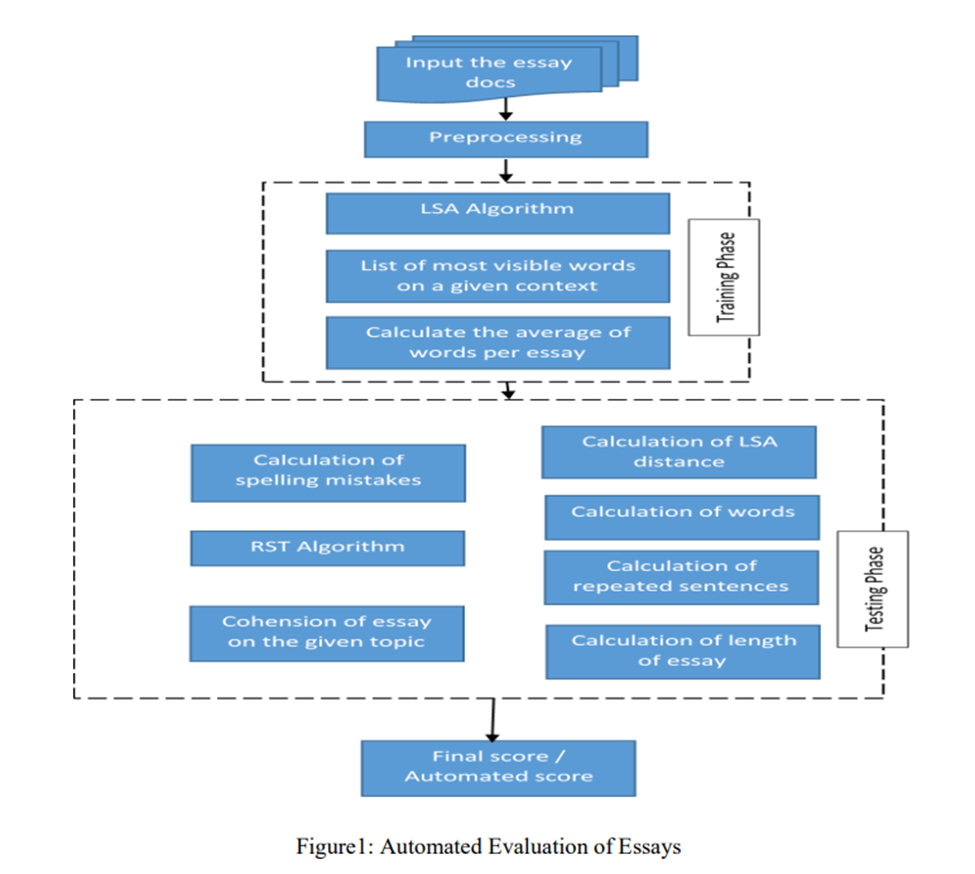 Input the essay
docs
Preprocessing
LSA Algorithm
List of most visible words
on a given context
Calculate the average of
words per essay
Training Phase
Calculation of
spelling mistakes
RST Algorithm
Cohension of essay
on the given topic
Calculation of LSA
distance
Calculation of words
Calculation of
repeated sentences
Calculation of length
of essay
Testing Phase
Final score /
Automated score
Figure1: Automated Evaluation of Essays